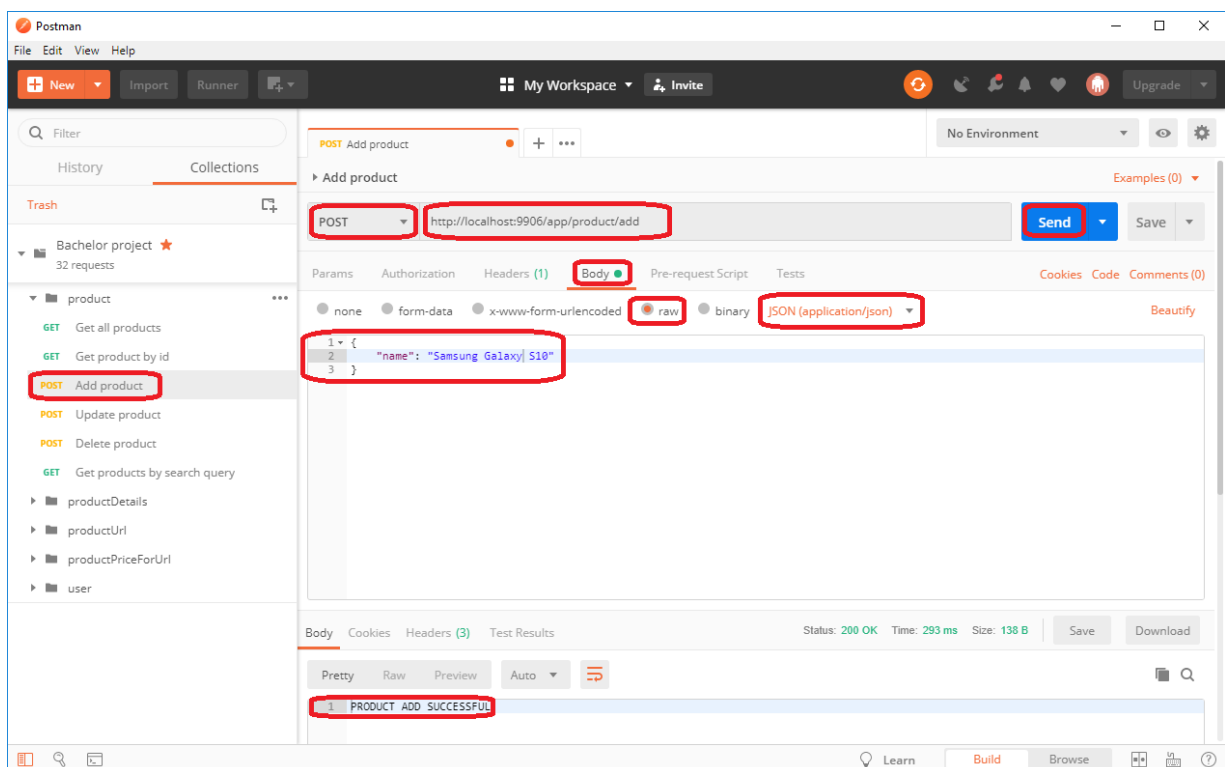 Postman
File Edit View Help
New Import Runner My Workspace Invite Upgrade
Filter
History Collections
Trash
Bachelor project
32 requests
product
GET Get all products
GET Get product by id
POST Add product
POST Update product
POST Delete product
GET Get products by search query
productDetails
productUrl
productPriceForUrl
user
POST Add product + ••• No Environment
Add product Examples (0)
POST http://localhost:9906/app/product/add Send Save
Params Authorization Headers (1) Body Pre-request Script Tests Cookies Code Comments (0)
none form-data x-www-form-urlencoded raw binary JSON (application/json) Beautify
1 {
2 "name": "Samsung Galaxy S10"
3 }
Body Cookies Headers (3) Test Results Status: 200 OK Time: 293 ms Size: 138 B Save Download
Pretty Raw Preview Auto
1 PRODUCT ADD SUCCESSFUL
Learn Build Browse